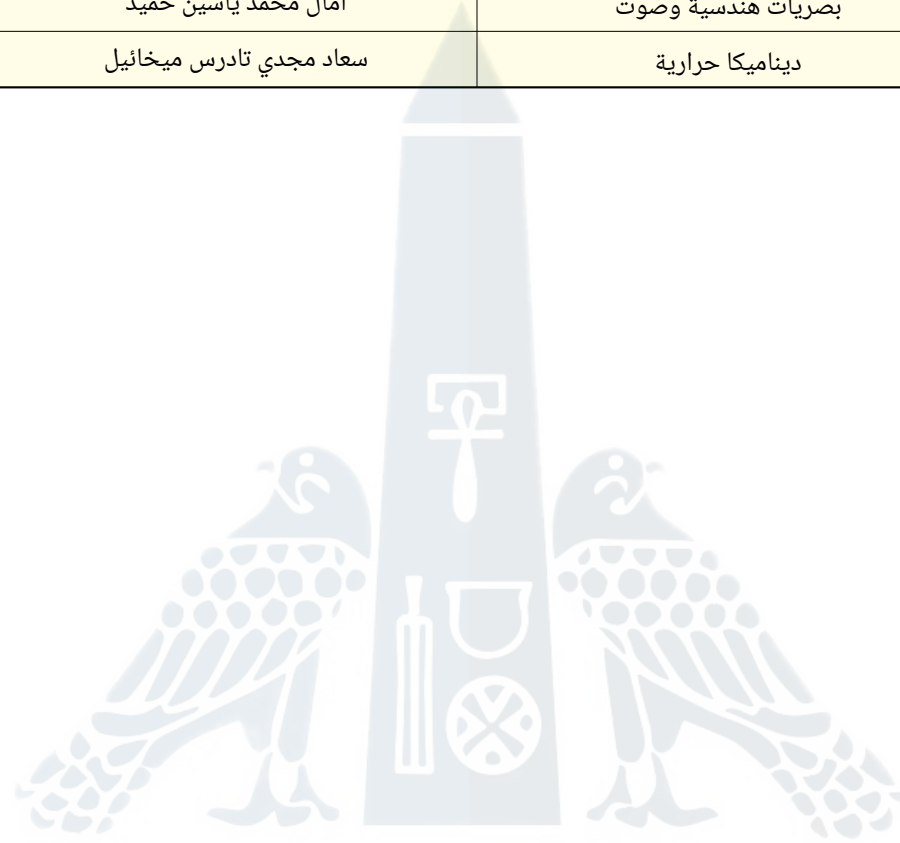 بصريات هندسية وصوت آمال محمد ياسين حميد
ديناميكا حرارية سعاد مجدي تادرس ميخائيل